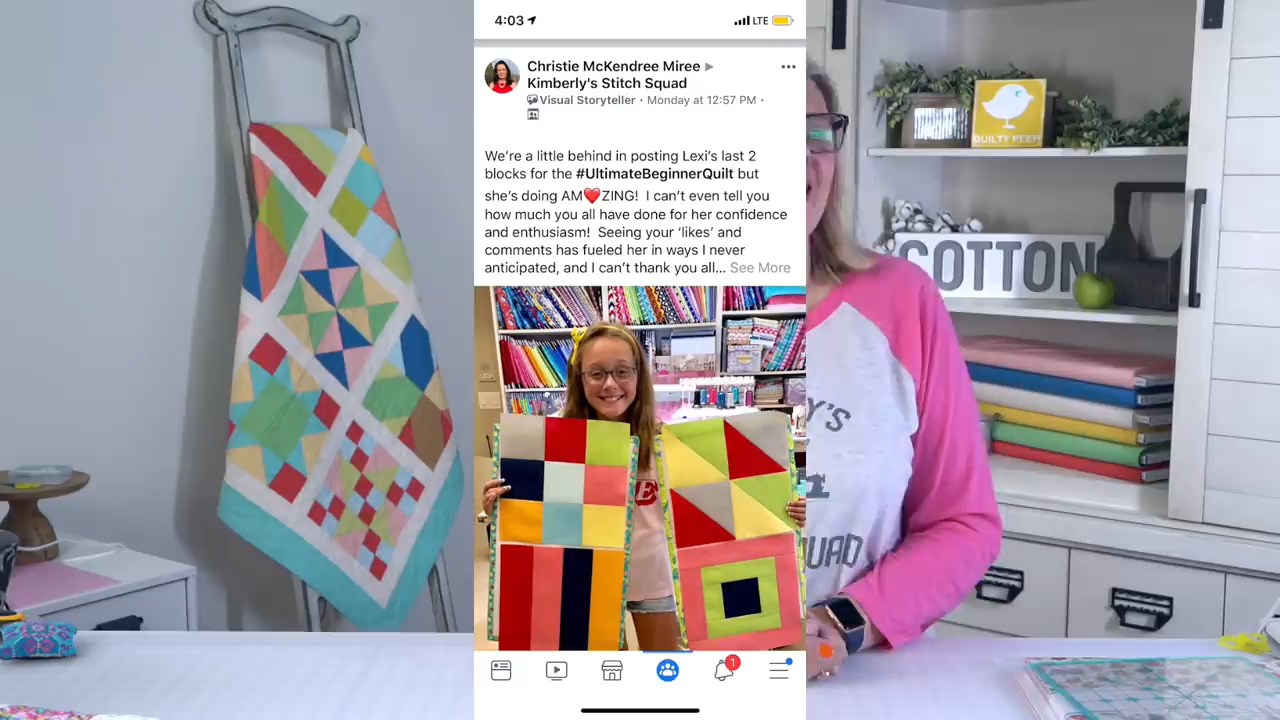 4:03
LTE
Christie McKendree Miree ▶
Kimberly's Stitch Squad
Visual Storyteller · Monday at 12:57 PM ·
We're a little behind in posting Lexi's last 2
blocks for the #UltimateBeginnerQuilt but
she's doing AM❤️ZING! I can't even tell you
how much you all have done for her confidence
and enthusiasm! Seeing your 'likes' and
comments has fueled her in ways I never
anticipated, and I can't thank you all... See More
1
QUILTY PEEP
COTTON
Y'S
UAD